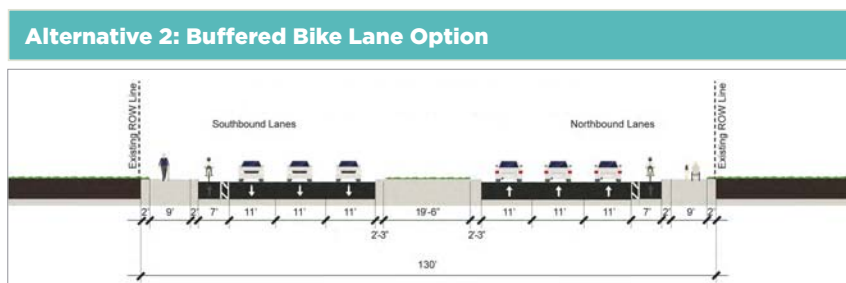 Alternative 2: Buffered Bike Lane Option
Existing ROW Line
Southbound Lanes
Northbound Lanes
Existing ROW Line
2' 9' 2' 7' 11' 11' 11' 19'-6" 11' 11' 11' 7' 2' 9' 2'
2'-3" 2'-3"
130'